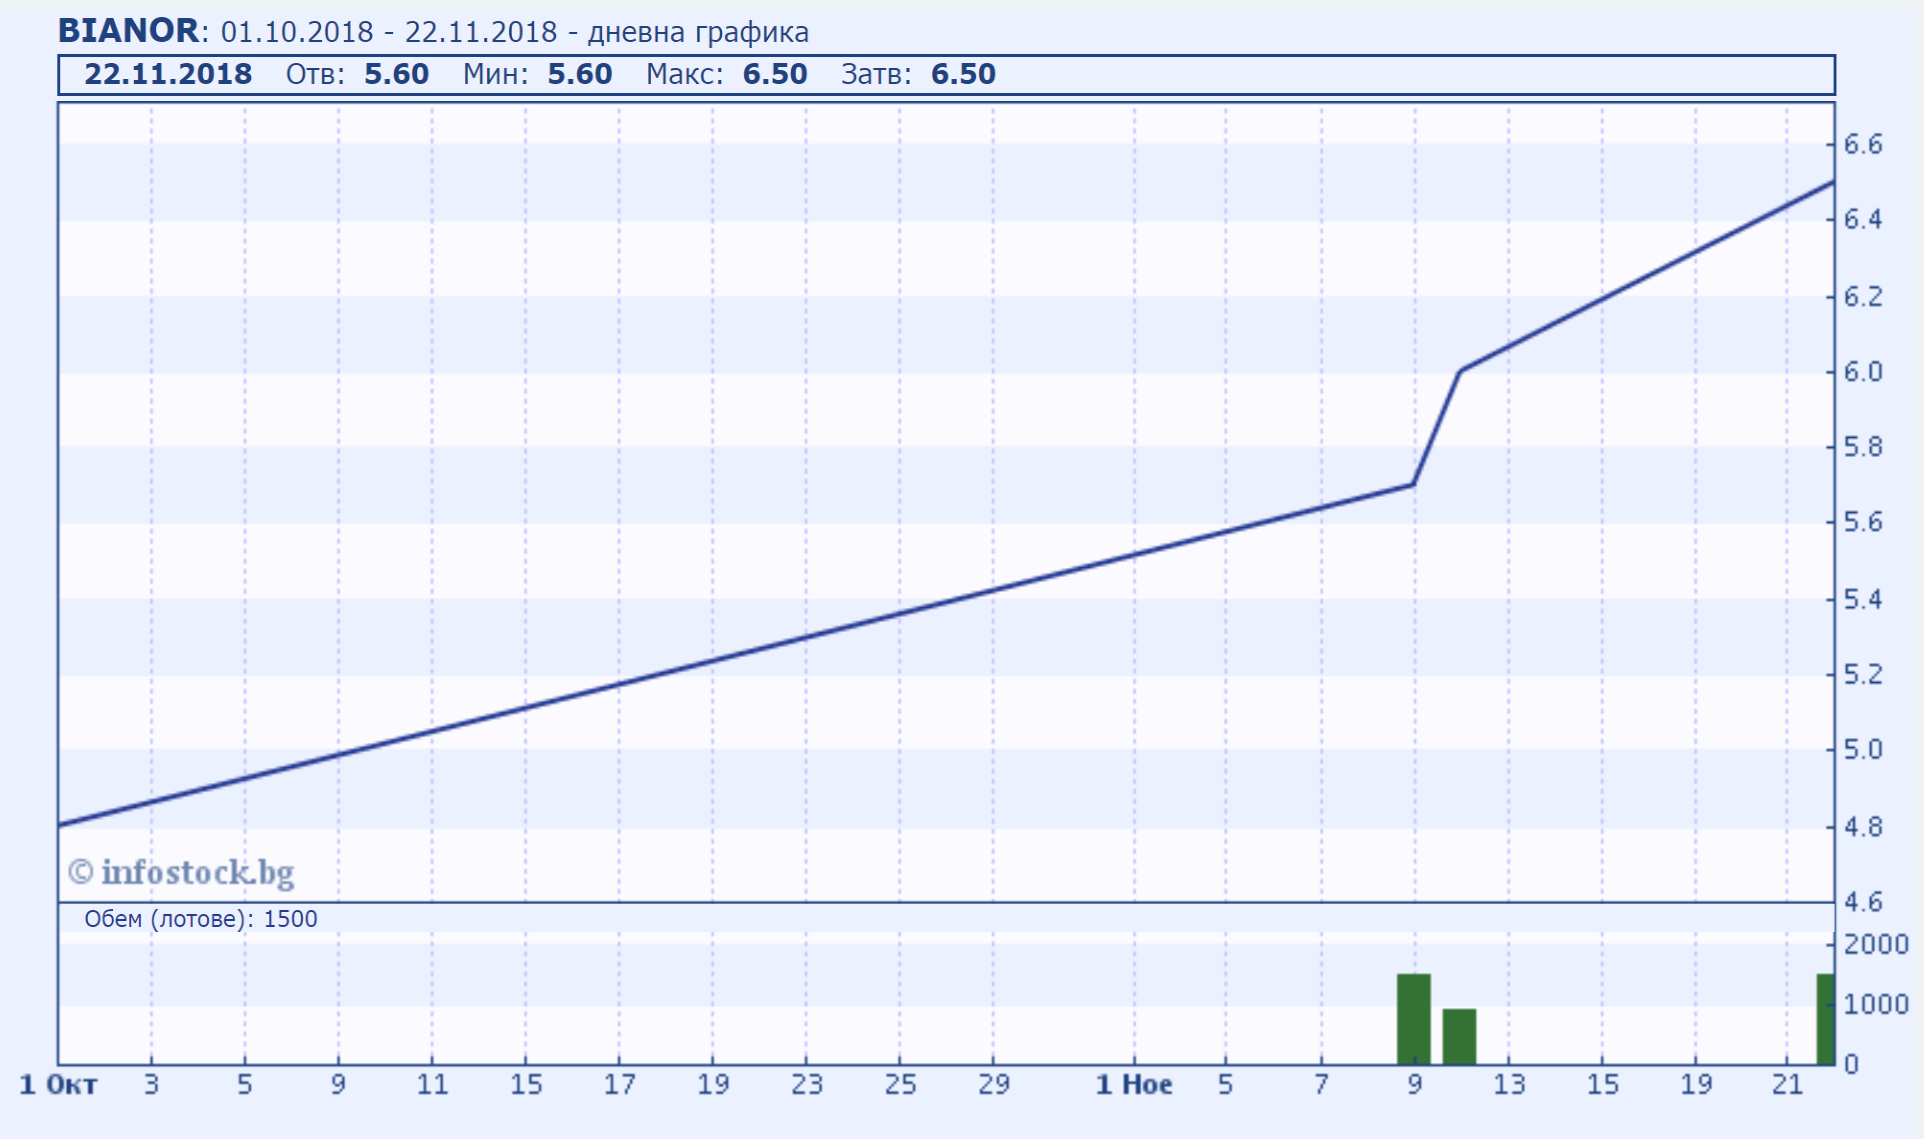 BIANOR: 01.10.2018 - 22.11.2018 - дневна графика
22.11.2018 Отв: 5.60 Мин: 5.60 Макс: 6.50 Затв: 6.50
6.6
6.4
6.2
6.0
5.8
5.6
5.4
5.2
5.0
4.8
© infostock.bg
4.6
Обем (лотове): 1500
2000
1000
0
1 Окт 3 5 9 11 15 17 19 23 25 29 1 Ное 5 7 9 13 15 19 21